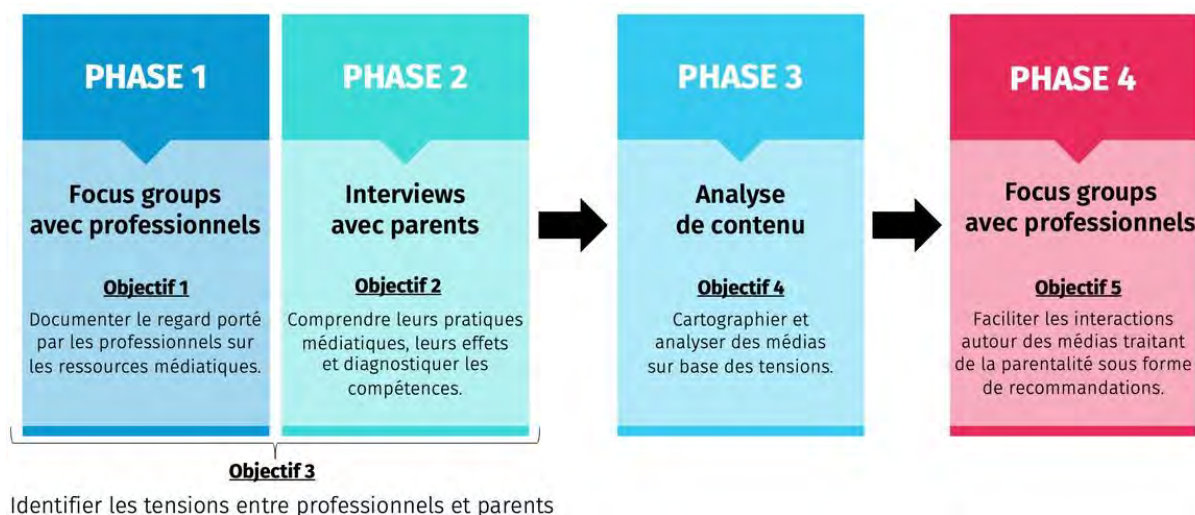 PHASE 1
Focus groups
avec professionnels
Objectif 1
Documenter le regard porté
par les professionnels sur
les ressources médiatiques.
PHASE 2
Interviews
avec parents
Objectif 2
Comprendre leurs pratiques
médiatiques, leurs effets
et diagnostiquer les
compétences.
Objectif 3
Identifier les tensions entre professionnels et parents
PHASE 3
Analyse
de contenu
Objectif 4
Cartographier et
analyser des médias
sur base des tensions.
PHASE 4
Focus groups
avec professionnels
Objectif 5
Faciliter les interactions
autour des médias traitant
de la parentalité sous forme
de recommandations.